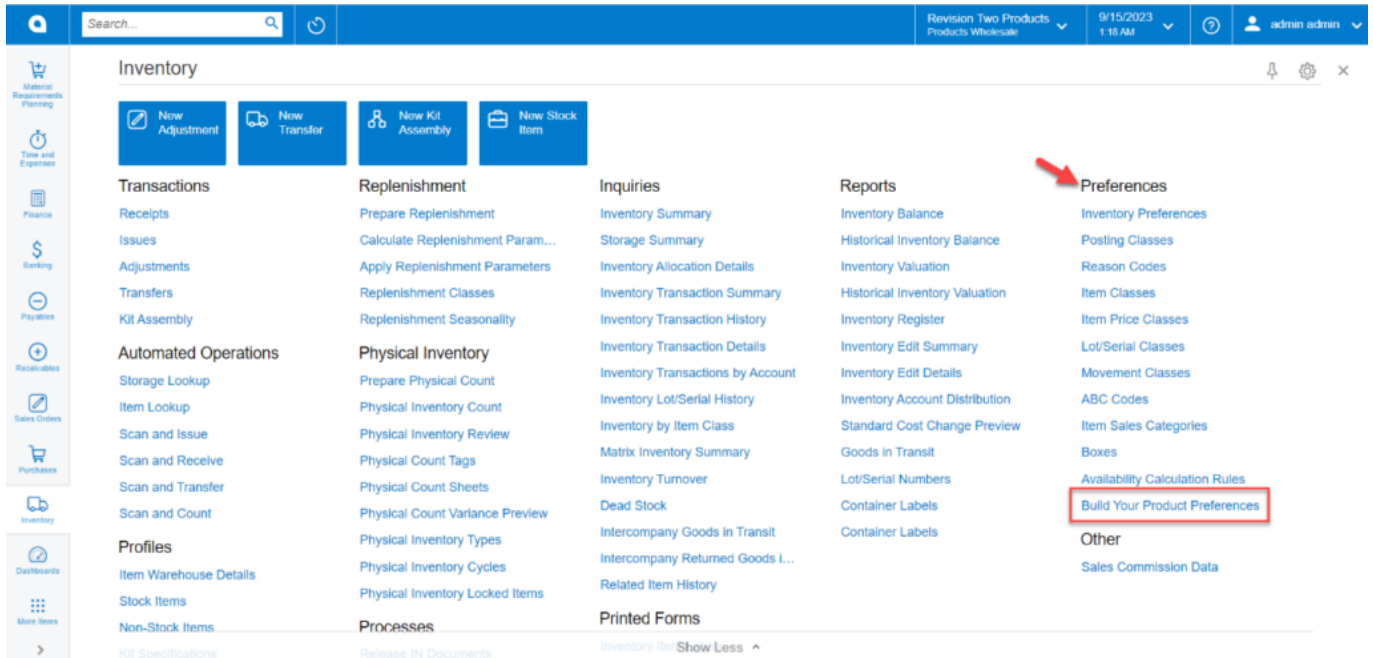 Search...
Revision Two Products
Products Wholesale
9/15/2023
1:18 AM
admin admin
Material
Requirements
Planning
Time and
Expenses
Finance
Banking
Payables
Receivables
Sales Orders
Purchases
Inventory
Dashboards
More Items
Inventory
New
Adjustment
New
Transfer
New Kit
Assembly
New Stock
Item
Transactions
Receipts
Issues
Adjustments
Transfers
Kit Assembly
Automated Operations
Storage Lookup
Item Lookup
Scan and Issue
Scan and Receive
Scan and Transfer
Scan and Count
Profiles
Item Warehouse Details
Stock Items
Non-Stock Items
Kit Specifications
Replenishment
Prepare Replenishment
Calculate Replenishment Param...
Apply Replenishment Parameters
Replenishment Classes
Replenishment Seasonality
Physical Inventory
Prepare Physical Count
Physical Inventory Count
Physical Inventory Review
Physical Count Tags
Physical Count Sheets
Physical Count Variance Preview
Physical Inventory Types
Physical Inventory Cycles
Physical Inventory Locked Items
Processes
Release IN Documents
Inquiries
Inventory Summary
Storage Summary
Inventory Allocation Details
Inventory Transaction Summary
Inventory Transaction History
Inventory Transaction Details
Inventory Transactions by Account
Inventory Lot/Serial History
Inventory by Item Class
Matrix Inventory Summary
Inventory Turnover
Dead Stock
Intercompany Goods in Transit
Intercompany Returned Goods i...
Related Item History
Printed Forms
Inventory Item
Show Less
Reports
Inventory Balance
Historical Inventory Balance
Inventory Valuation
Historical Inventory Valuation
Inventory Register
Inventory Edit Summary
Inventory Edit Details
Inventory Account Distribution
Standard Cost Change Preview
Goods in Transit
Lot/Serial Numbers
Container Labels
Container Labels
Preferences
Inventory Preferences
Posting Classes
Reason Codes
Item Classes
Item Price Classes
Lot/Serial Classes
Movement Classes
ABC Codes
Item Sales Categories
Boxes
Availability Calculation Rules
Build Your Product Preferences
Other
Sales Commission Data